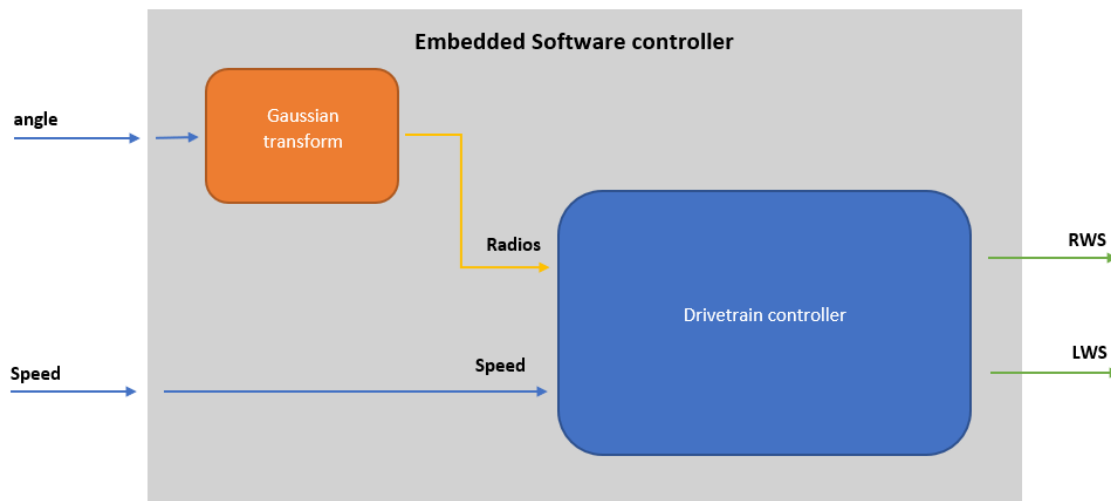 Embedded Software controller
angle
Gaussian
transform
Radios
RWS
Drivetrain controller
LWS
Speed
Speed